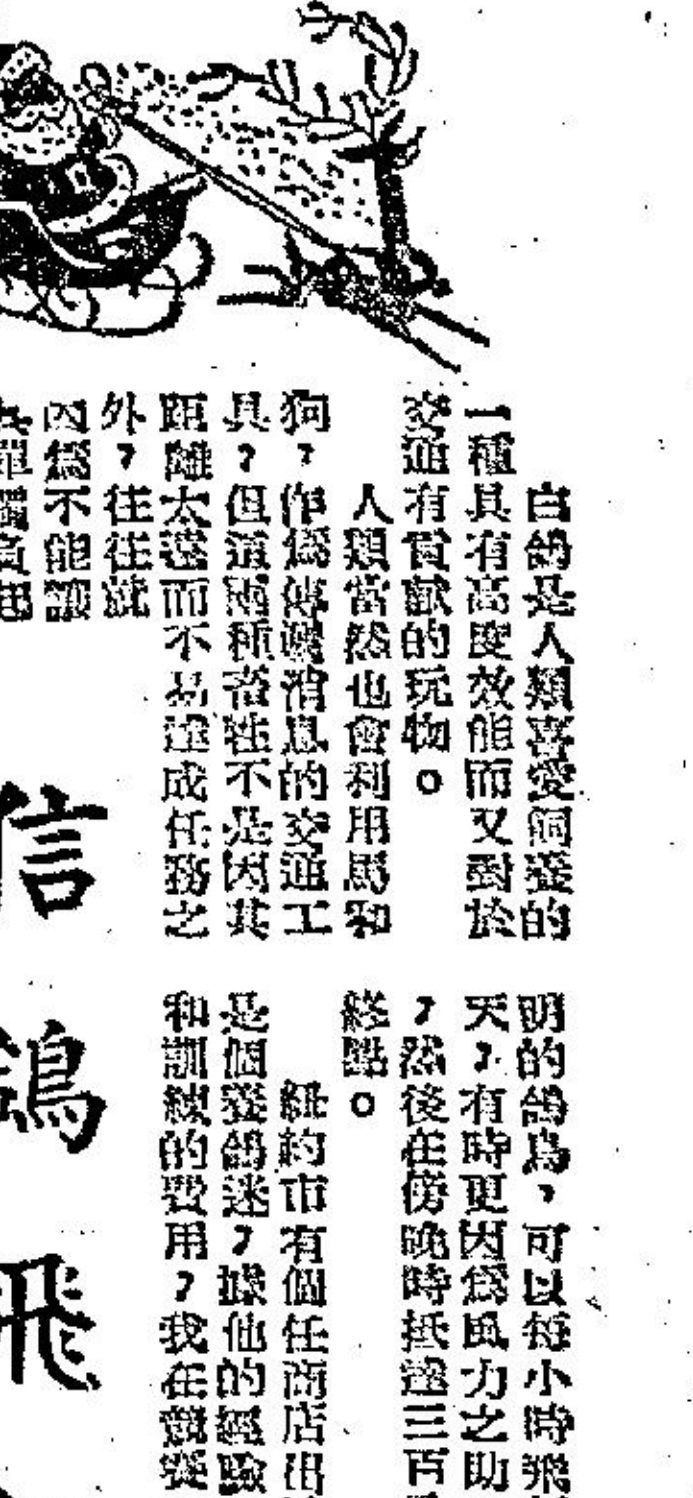 白鴿是人類喜愛飼養的
一種具有高度效能而又對於
交通有貢獻的玩物。
人類當然也會利用馬和
狗，作爲傳遞消息的交通工
具，但這兩種畜牲不是因其
距離太遠而不易達成任務之
外，往往就
因爲不能讓
單獨負起
明的鴿鳥，可以每小時飛
天，有時更因爲風力之助
，然後在傍晚時抵達三百
終點。
紐約市有個任商店出
是個養鴿迷，據他的經驗
和訓練的費用，我在競賽
信鴿飛